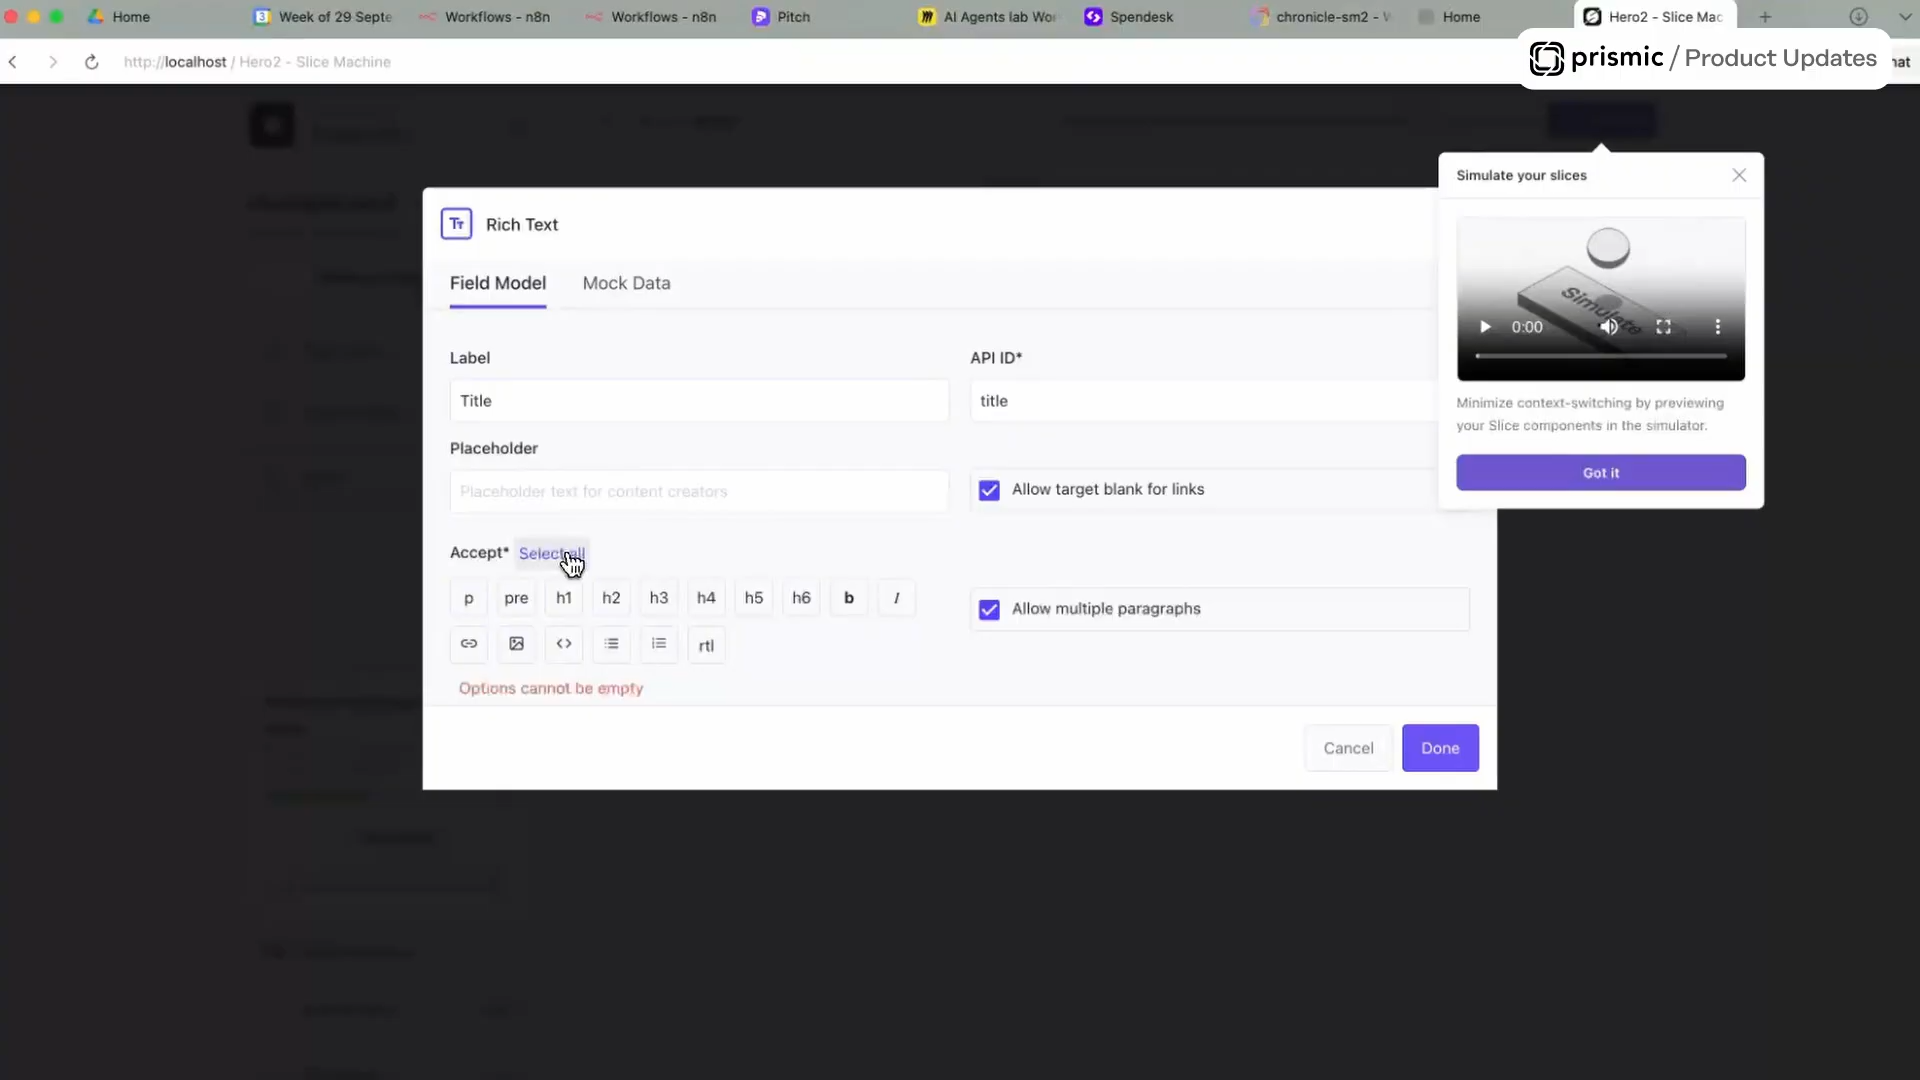 Home
Week of 29 Septe
Workflows - n8n
Workflows - n8n
Pitch
AI Agents lab Wor
Spendesk
chronicle-sm2 -
Home
Hero2 - Slice Mac
http://localhost / Hero2 - Slice Machine
prismic / Product Updates
hat
Simulate your slices
Simulate
0:00
Minimize context-switching by previewing
your Slice components in the simulator.
Got it
Tт Rich Text
Field Model
Mock Data
Label
API ID*
Title
title
Placeholder
Placeholder text for content creators
Allow target blank for links
Accept* Select all
p pre h1 h2 h3 h4 h5 h6 b I
Allow multiple paragraphs
rtl
Options cannot be empty
Cancel
Done